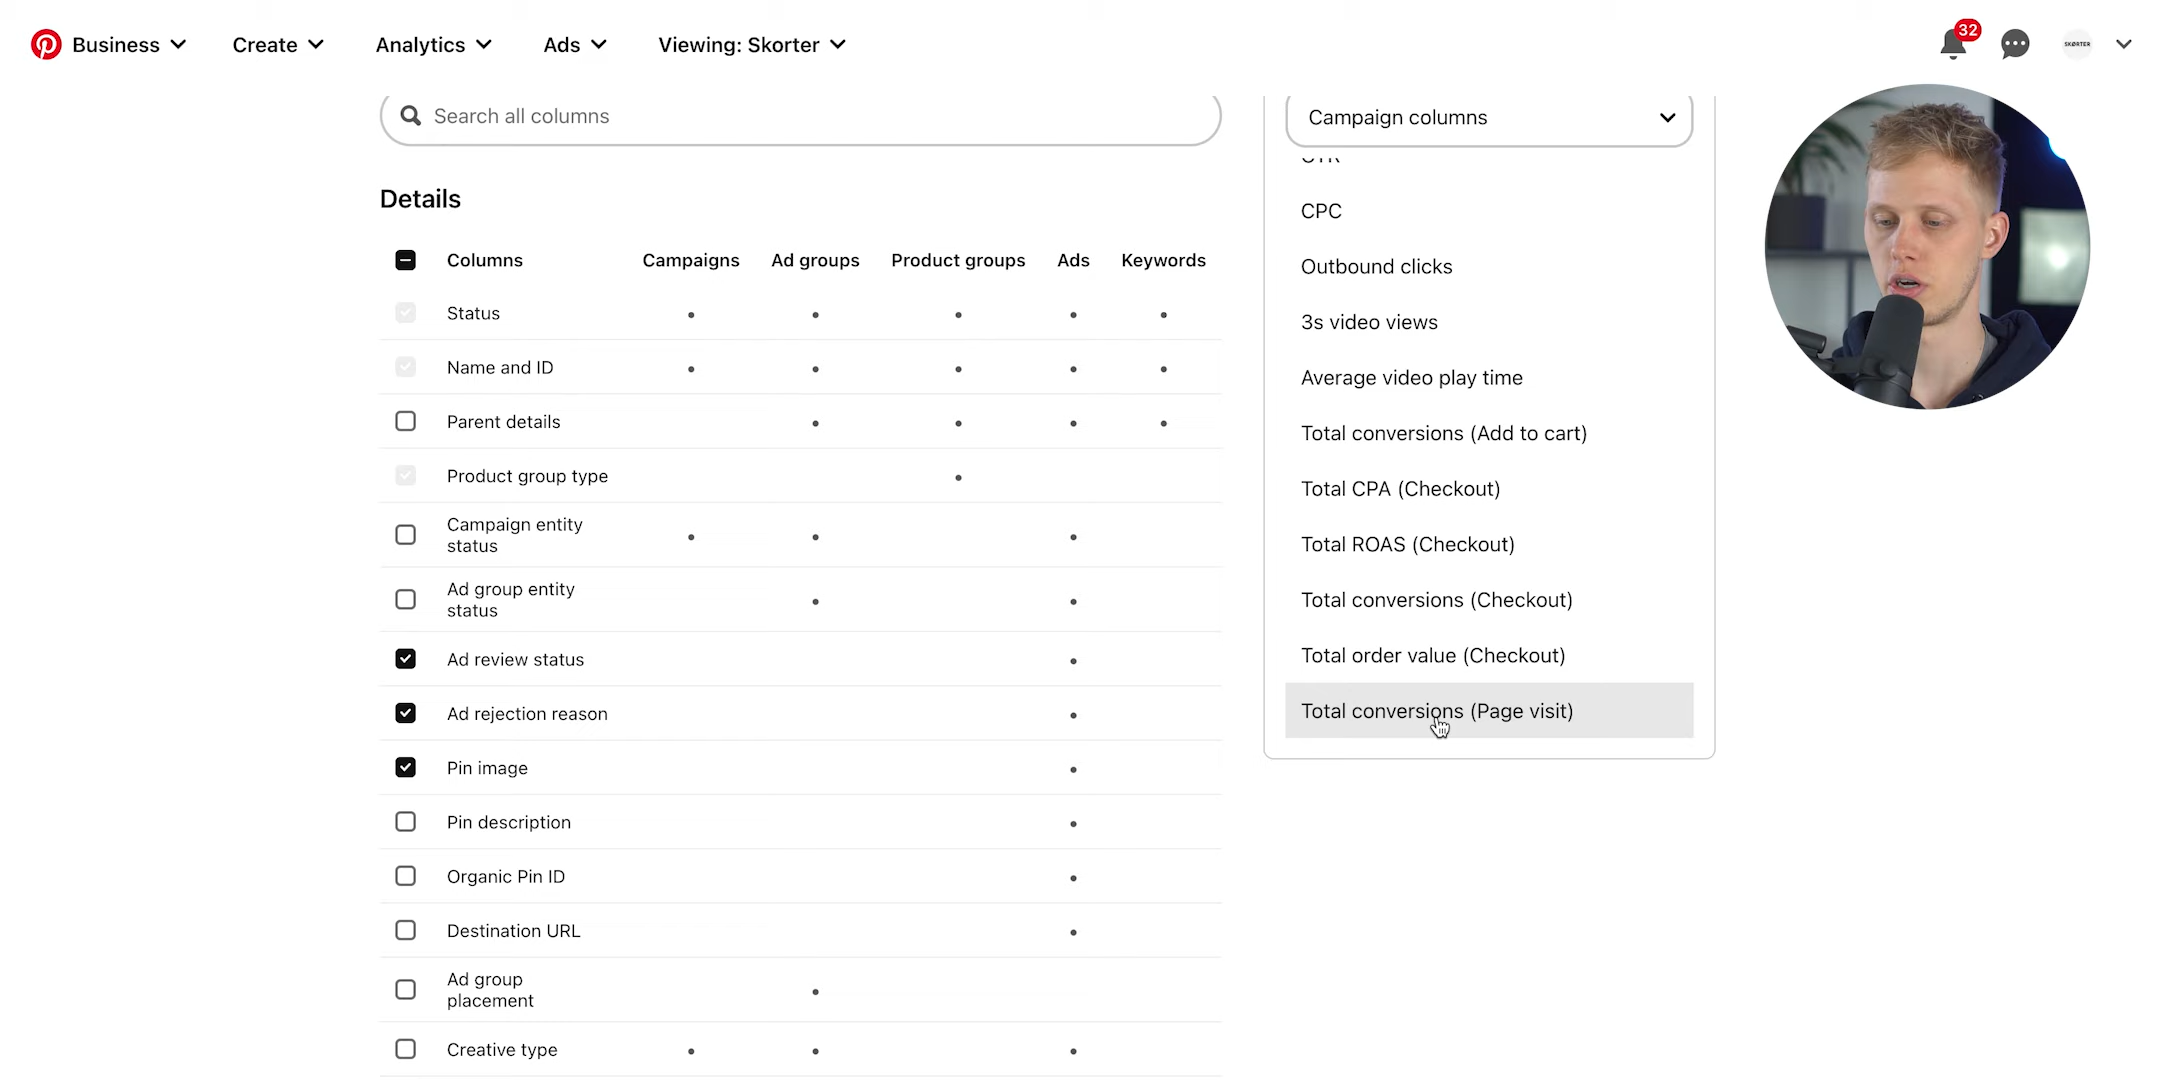 Business Create Analytics Ads Viewing: Skorter 32 SKØRTER
Search all columns
Details
Columns Campaigns Ad groups Product groups Ads Keywords
Status
Name and ID
Parent details
Product group type
Campaign entity
status
Ad group entity
status
Ad review status
Ad rejection reason
Pin image
Pin description
Organic Pin ID
Destination URL
Ad group
placement
Creative type
Campaign columns
CTR
CPC
Outbound clicks
3s video views
Average video play time
Total conversions (Add to cart)
Total CPA (Checkout)
Total ROAS (Checkout)
Total conversions (Checkout)
Total order value (Checkout)
Total conversions (Page visit)